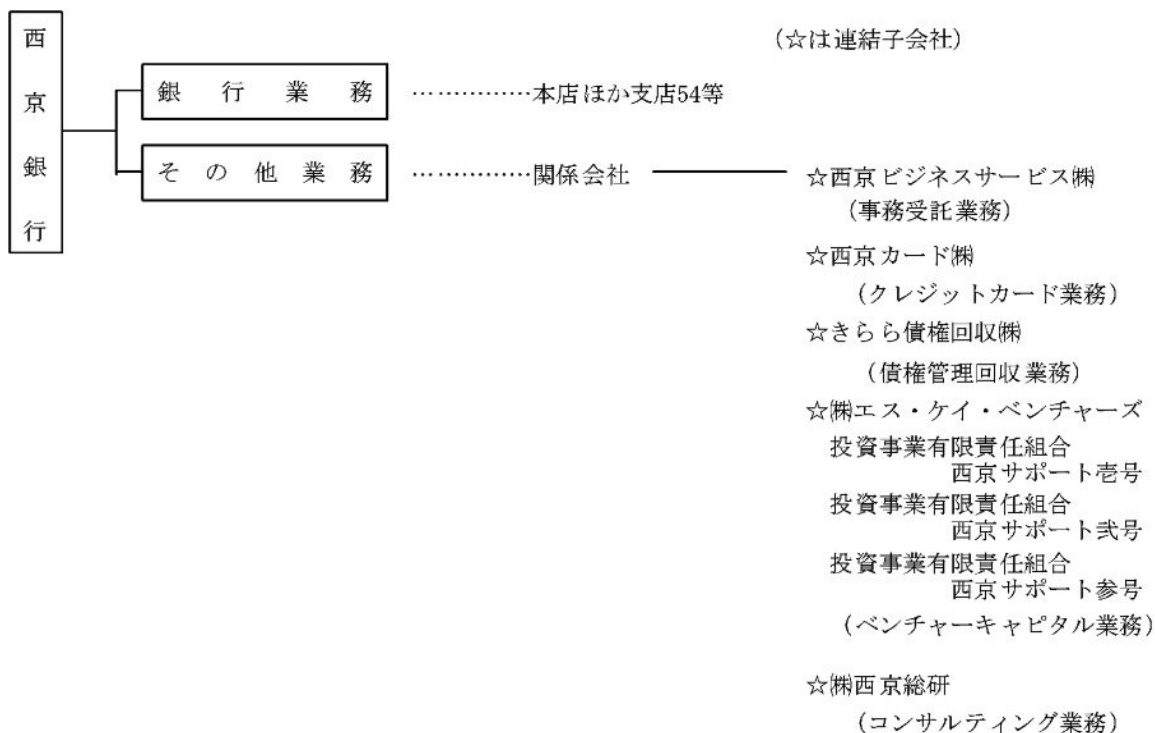 西京銀行
(☆は連結子会社)
銀行業務 …………本店ほか支店54等
その他業務 …………関係会社
☆西京ビジネスサービス㈱
(事務受託業務)
☆西京カード㈱
(クレジットカード業務)
☆きらら債権回収㈱
(債権管理回収業務)
☆㈱エス・ケイ・ベンチャーズ
投資事業有限責任組合
西京サポート壱号
投資事業有限責任組合
西京サポート弐号
投資事業有限責任組合
西京サポート参号
(ベンチャーキャピタル業務)
☆㈱西京総研
(コンサルティング業務)